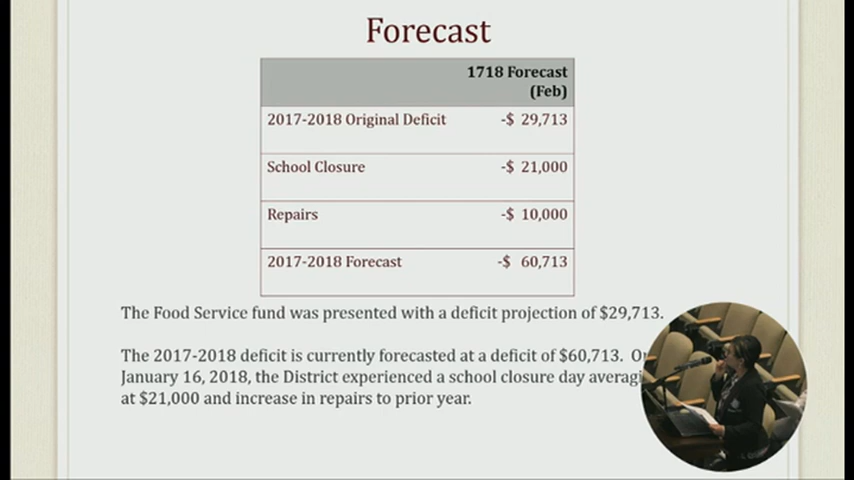 Forecast
1718 Forecast
(Feb)
2017-2018 Original Deficit -$ 29,713
School Closure -$ 21,000
Repairs -$ 10,000
2017-2018 Forecast -$ 60,713
The Food Service fund was presented with a deficit projection of $29,713.
The 2017-2018 deficit is currently forecasted at a deficit of $60,713.
January 16, 2018, the District experienced a school closure day
at $21,000 and increase in repairs to prior year.